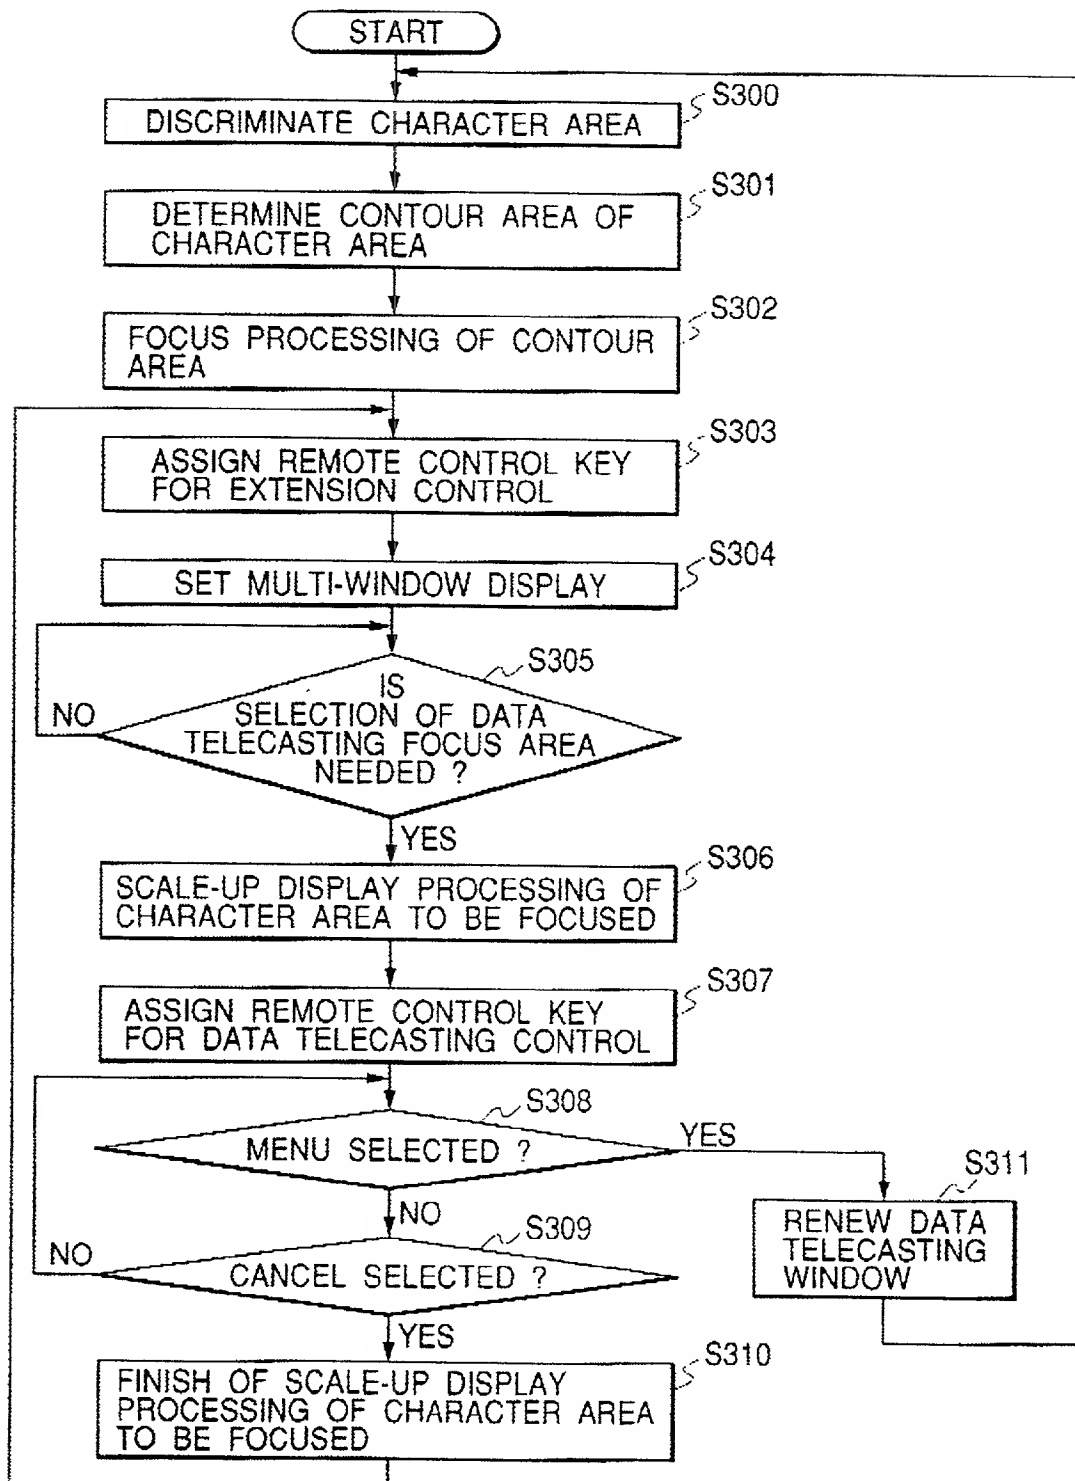 START
S300
DISCRIMINATE CHARACTER AREA
S301
DETERMINE CONTOUR AREA OF
CHARACTER AREA
S302
FOCUS PROCESSING OF CONTOUR
AREA
S303
ASSIGN REMOTE CONTROL KEY
FOR EXTENSION CONTROL
S304
SET MULTI-WINDOW DISPLAY
S305
IS
SELECTION OF DATA
TELECASTING FOCUS AREA
NEEDED ?
NO
YES
S306
SCALE-UP DISPLAY PROCESSING OF
CHARACTER AREA TO BE FOCUSED
S307
ASSIGN REMOTE CONTROL KEY
FOR DATA TELECASTING CONTROL
S308
MENU SELECTED ?
YES
NO
S311
RENEW DATA
TELECASTING
WINDOW
S309
CANCEL SELECTED ?
NO
YES
S310
FINISH OF SCALE-UP DISPLAY
PROCESSING OF CHARACTER AREA
TO BE FOCUSED